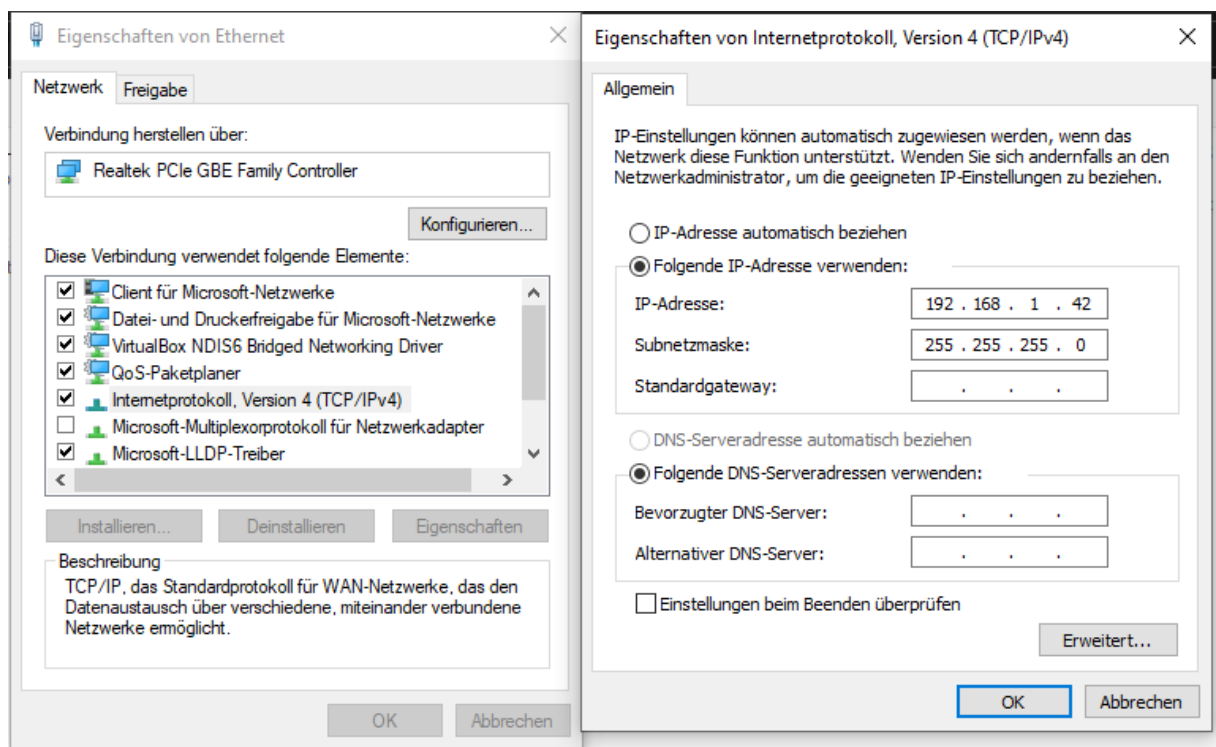 Eigenschaften von Ethernet
Netzwerk
Freigabe
Verbindung herstellen über:
Realtek PCIe GBE Family Controller
Konfigurieren...
Diese Verbindung verwendet folgende Elemente:
Client für Microsoft-Netzwerke
Datei- und Druckerfreigabe für Microsoft-Netzwerke
VirtualBox NDIS6 Bridged Networking Driver
QoS-Paketplaner
Internetprotokoll, Version 4 (TCP/IPv4)
Microsoft-Multiplexorprotokoll für Netzwerkadapter
Microsoft-LLDP-Treiber
Installieren...
Deinstallieren
Eigenschaften
Beschreibung
TCP/IP, das Standardprotokoll für WAN-Netzwerke, das den
Datenaustausch über verschiedene, miteinander verbundene
Netzwerke ermöglicht.
OK
Abbrechen
Eigenschaften von Internetprotokoll, Version 4 (TCP/IPv4)
Allgemein
IP-Einstellungen können automatisch zugewiesen werden, wenn das
Netzwerk diese Funktion unterstützt. Wenden Sie sich andernfalls an den
Netzwerkadministrator, um die geeigneten IP-Einstellungen zu beziehen.
IP-Adresse automatisch beziehen
Folgende IP-Adresse verwenden:
IP-Adresse: 192 . 168 . 1 . 42
Subnetzmaske: 255 . 255 . 255 . 0
Standardgateway: . . .
DNS-Serveradresse automatisch beziehen
Folgende DNS-Serveradressen verwenden:
Bevorzugter DNS-Server: . . .
Alternativer DNS-Server: . . .
Einstellungen beim Beenden überprüfen
Erweitert...
OK
Abbrechen